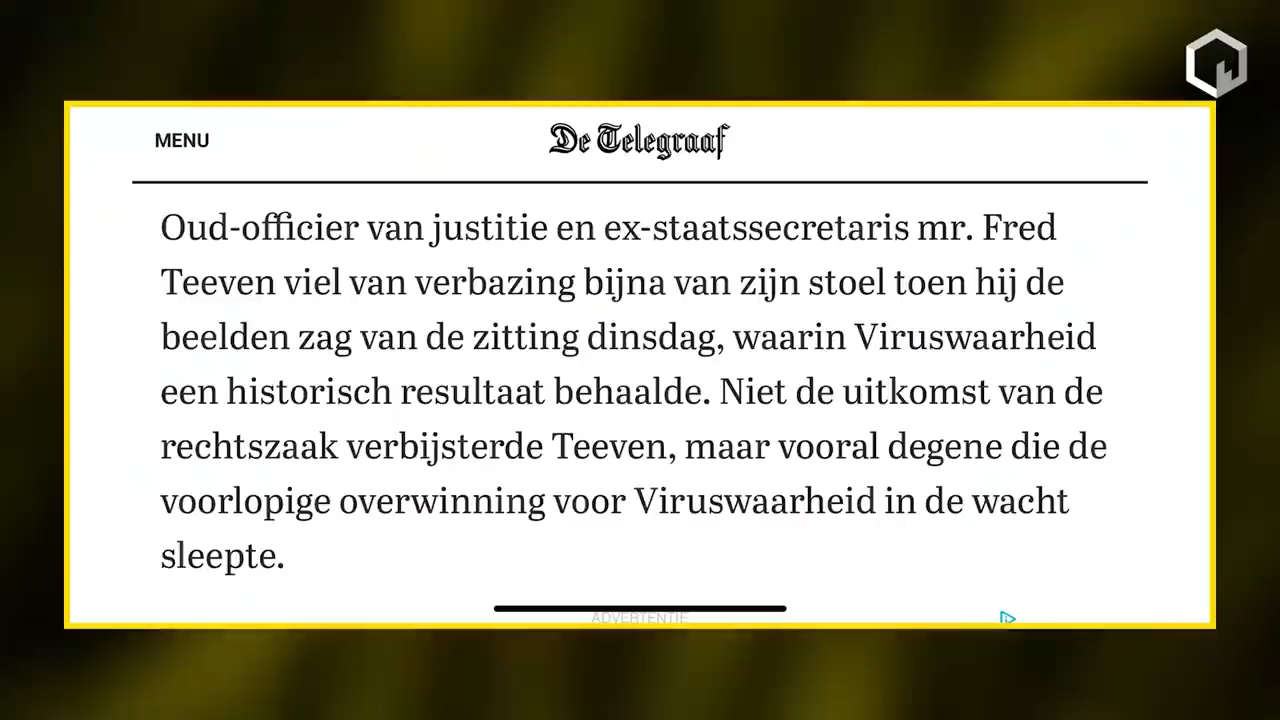 MENU
De Telegraaf
Oud-officier van justitie en ex-staatssecretaris mr. Fred
Teeven viel van verbazing bijna van zijn stoel toen hij de
beelden zag van de zitting dinsdag, waarin Viruswaarheid
een historisch resultaat behaalde. Niet de uitkomst van de
rechtszaak verbijsterde Teeven, maar vooral degene die de
voorlopige overwinning voor Viruswaarheid in de wacht
sleepte.
ADVERTENTIE